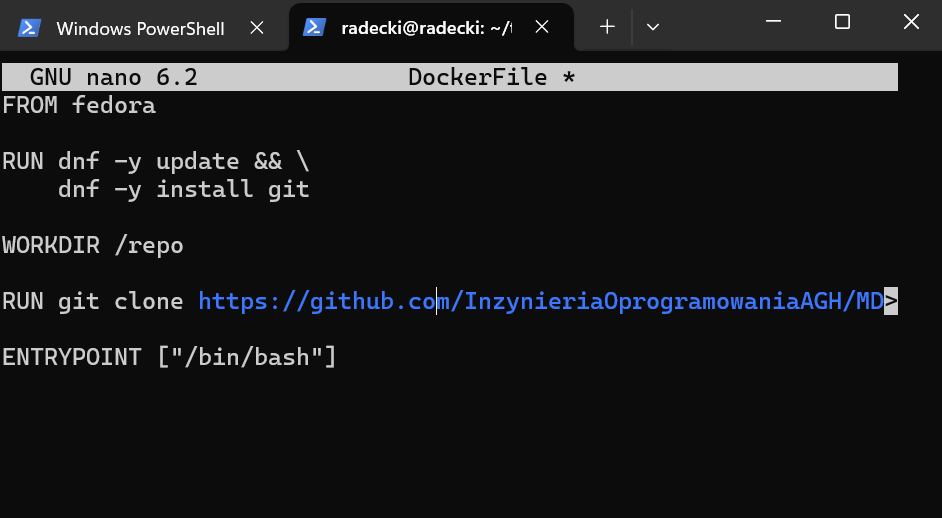 Windows PowerShell
radecki@radecki: ~/
GNU nano 6.2 DockerFile *
FROM fedora
RUN dnf -y update && \
dnf -y install git
WORKDIR /repo
RUN git clone https://github.com/InzynieriaOprogramowaniaAGH/MD>
ENTRYPOINT ["/bin/bash"]